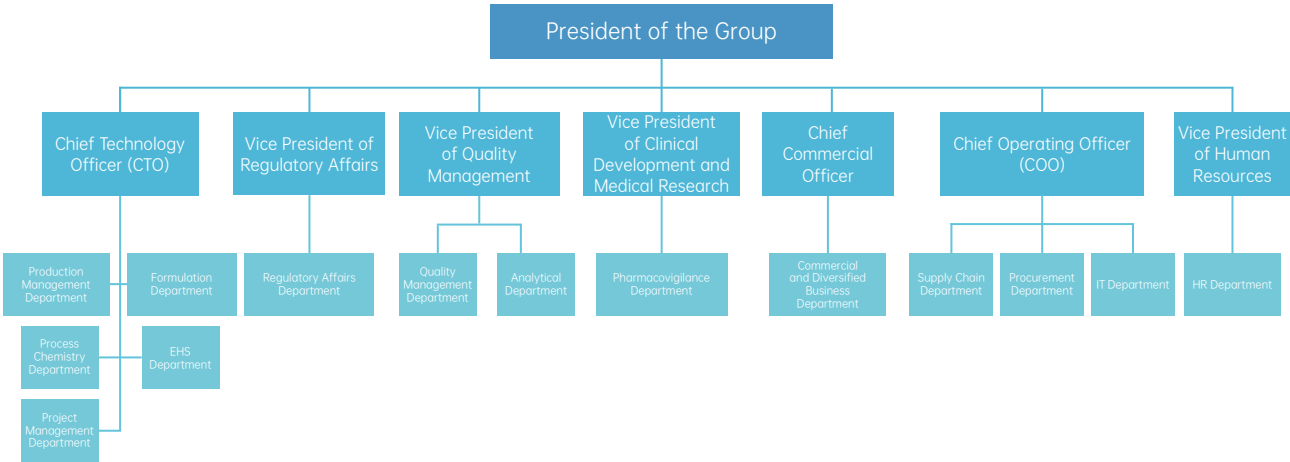 President of the Group
Chief Technology
Officer (CTO)
Vice President of
Regulatory Affairs
Vice President
of Quality
Management
Vice President
of Clinical
Development and
Medical Research
Chief
Commercial
Officer
Chief Operating Officer
(COO)
Vice President
of Human
Resources
Production
Management
Department
Formulation
Department
Regulatory Affairs
Department
Quality
Management
Department
Analytical
Department
Pharmacovigilance
Department
Commercial
and Diversified
Business
Department
Supply Chain
Department
Procurement
Department
IT Department
HR Department
Process
Chemistry
Department
EHS
Department
Project
Management
Department